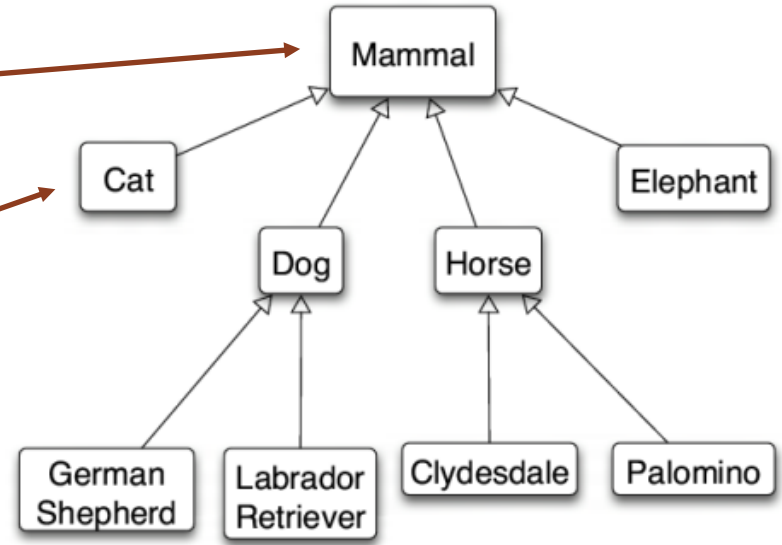 Mammal
Cat
Elephant
Dog
Horse
German
Shepherd
Labrador
Retriever
Clydesdale
Palomino